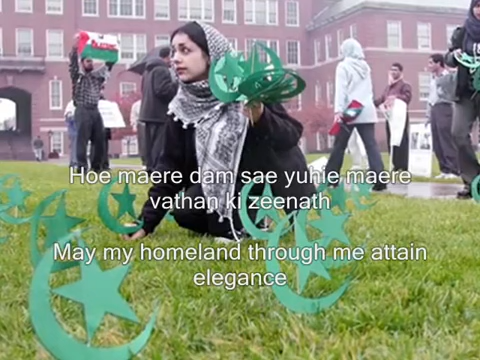 Hoe maere dam sae yuhie maere
vathan ki zeenath
May my homeland through me attain
elegance